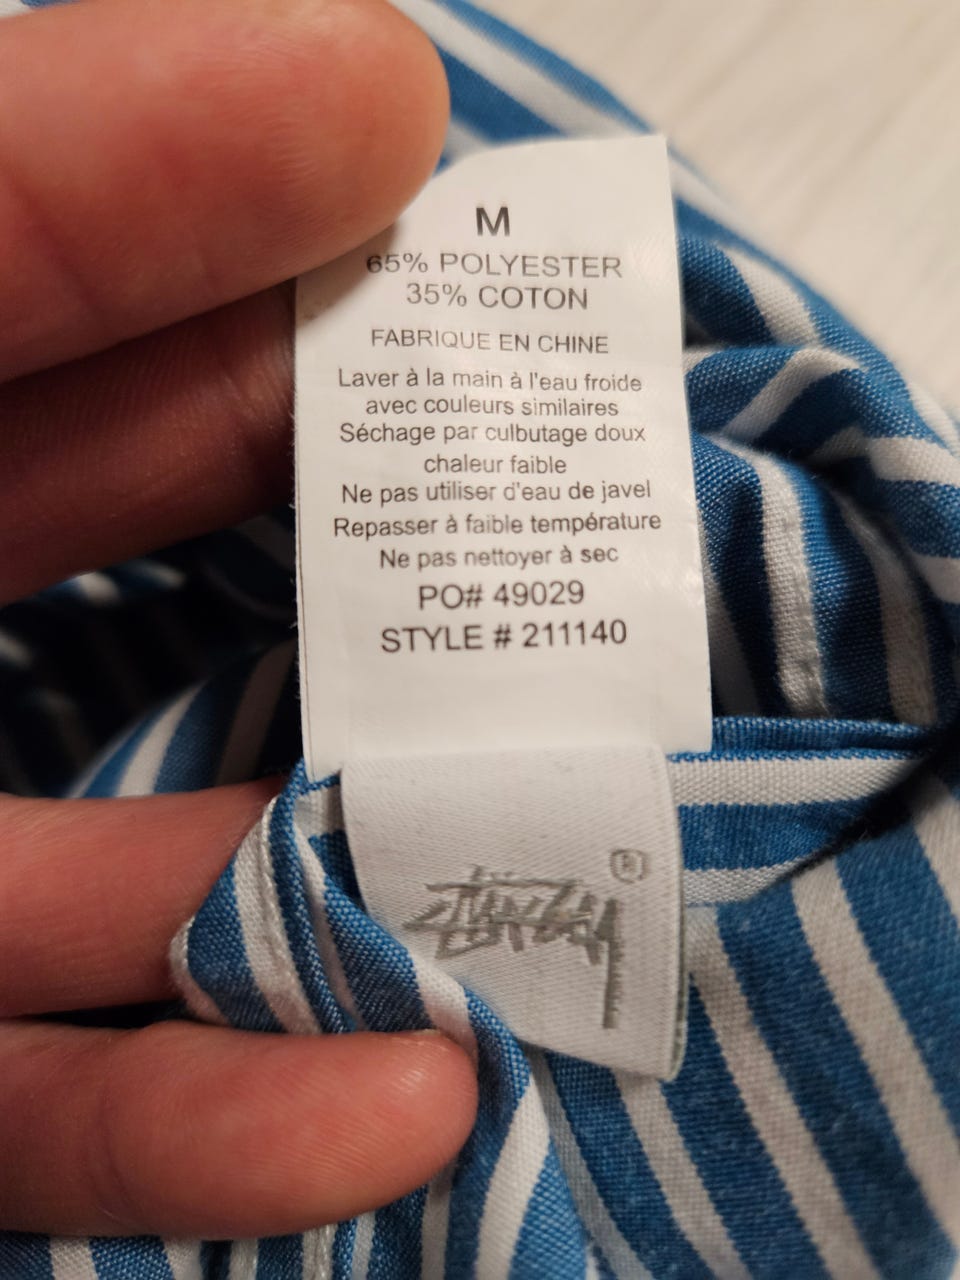 M
65% POLYESTER
35% COTON
FABRIQUE EN CHINE
Laver à la main à l'eau froide
avec couleurs similaires
Séchage par culbutage doux
chaleur faible
Ne pas utiliser d'eau de javel
Repasser à faible température
Ne pas nettoyer à sec
PO# 49029
STYLE # 211140
®
STÜSSY